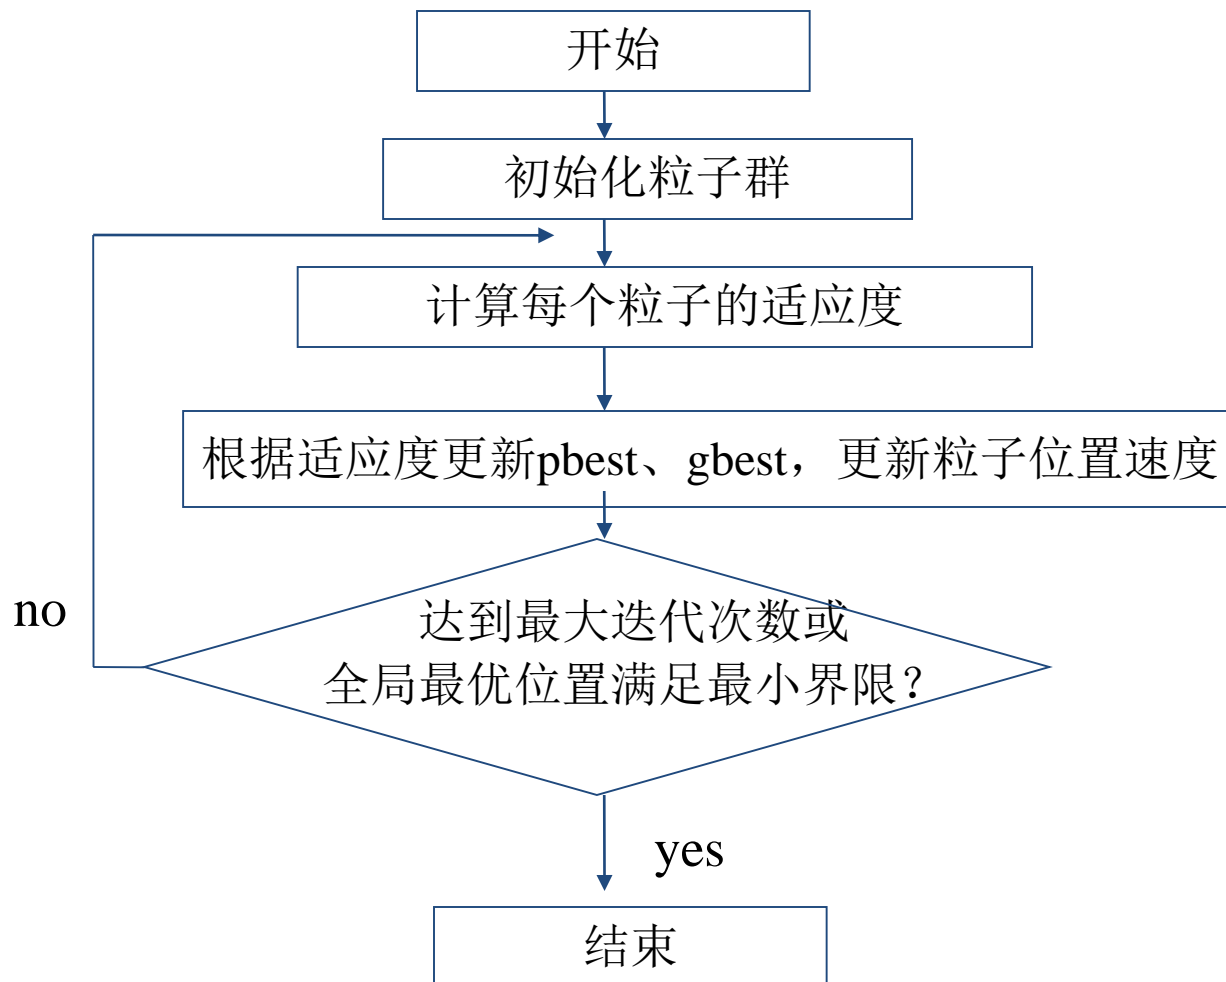 开始
初始化粒子群
计算每个粒子的适应度
根据适应度更新pbest、gbest，更新粒子位置速度
no
达到最大迭代次数或
全局最优位置满足最小界限？
yes
结束